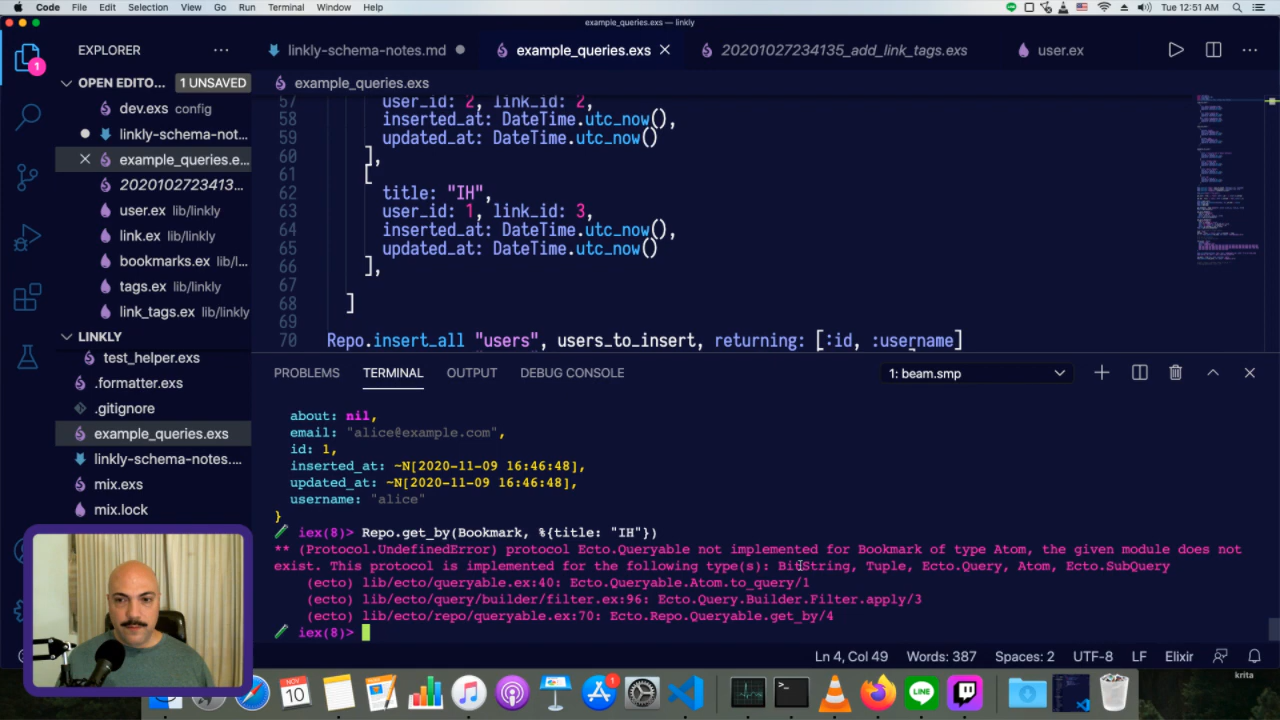 Code File Edit Selection View Go Run Terminal Window Help Tue 12:51 AM
example_queries.exs — linkly
EXPLORER
linkly-schema-notes.md
example_queries.exs
20201027234135_add_link_tags.exs
user.ex
OPEN EDITO... 1 UNSAVED
example_queries.exs
dev.exs config
linkly-schema-not...
example_queries.e...
2020102723413...
user.ex lib/linkly
link.ex lib/linkly
bookmarks.ex lib/l...
tags.ex lib/linkly
link_tags.ex lib/linkly
LINKLY
test_helper.exs
.formatter.exs
.gitignore
example_queries.exs
linkly-schema-notes....
mix.exs
mix.lock
1
57 user_id: 2, link_id: 2,
58 inserted_at: DateTime.utc_now(),
59 updated_at: DateTime.utc_now()
60 ],
61 [
62 title: "IH",
63 user_id: 1, link_id: 3,
64 inserted_at: DateTime.utc_now(),
65 updated_at: DateTime.utc_now()
66 ],
67
68 ]
69
70 Repo.insert_all "users", users_to_insert, returning: [:id, :username]
PROBLEMS TERMINAL OUTPUT DEBUG CONSOLE 1: beam.smp
about: nil,
email: "alice@example.com",
id: 1,
inserted_at: ~N[2020-11-09 16:46:48],
updated_at: ~N[2020-11-09 16:46:48],
username: "alice"
}
iex(8)> Repo.get_by(Bookmark, %{title: "IH"})
** (Protocol.UndefinedError) protocol Ecto.Queryable not implemented for Bookmark of type Atom, the given module does not
exist. This protocol is implemented for the following type(s): BitString, Tuple, Ecto.Query, Atom, Ecto.SubQuery
(ecto) lib/ecto/queryable.ex:40: Ecto.Queryable.Atom.to_query/1
(ecto) lib/ecto/query/builder/filter.ex:96: Ecto.Query.Builder.Filter.apply/3
(ecto) lib/ecto/repo/queryable.ex:70: Ecto.Repo.Queryable.get_by/4
iex(8)>
Ln 4, Col 49 Words: 387 Spaces: 2 UTF-8 LF Elixir
krita
NOV
10
1
LINE